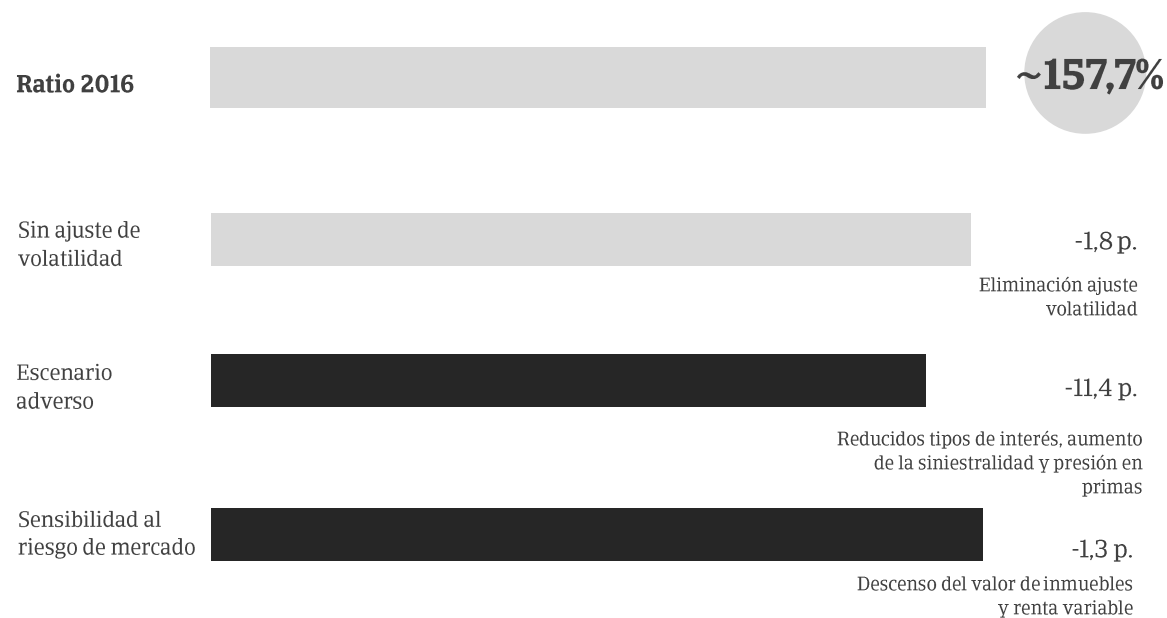 Ratio 2016
~157,7%
Sin ajuste de
volatilidad
-1,8 p.
Eliminación ajuste
volatilidad
Escenario
adverso
-11,4 p.
Reducidos tipos de interés, aumento
de la siniestralidad y presión en
primas
Sensibilidad al
riesgo de mercado
-1,3 p.
Descenso del valor de inmuebles
y renta variable